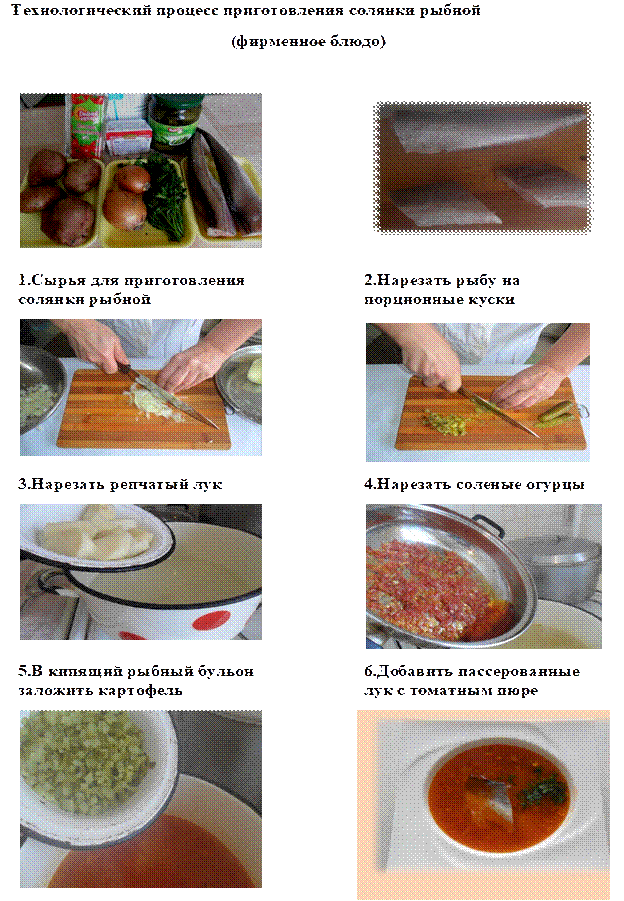 Технологический процесс приготовления солянки рыбной
(фирменное блюдо)
1.Сырья для приготовления
солянки рыбной
2.Нарезать рыбу на
порционные куски
3.Нарезать репчатый лук
4.Нарезать соленые огурцы
5.В кипящий рыбный бульон
заложить картофель
6.Добавить пассерованные
лук с томатным пюре